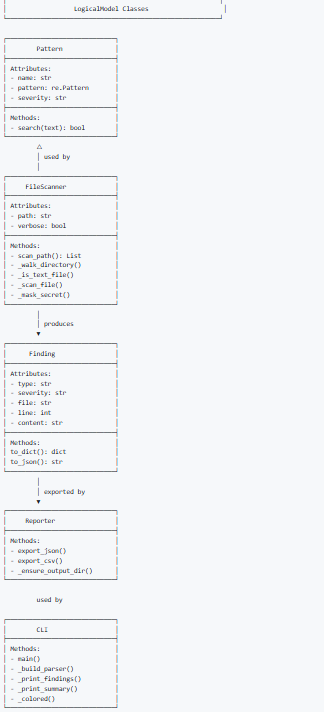 LogicalModel Classes
Pattern
Attributes:
- name: str
- pattern: re.Pattern
- severity: str
Methods:
- search(text): bool
used by
FileScanner
Attributes:
- path: str
- verbose: bool
Methods:
- scan_path(): List
- _walk_directory()
- _is_text_file()
- _scan_file()
- _mask_secret()
produces
Finding
Attributes:
- type: str
- severity: str
- file: str
- line: int
- content: str
Methods:
to_dict(): dict
to_json(): str
exported by
Reporter
Methods:
- export_json()
- export_csv()
- _ensure_output_dir()
used by
CLI
Methods:
- main()
- _build_parser()
- _print_findings()
- _print_summary()
- _colored()